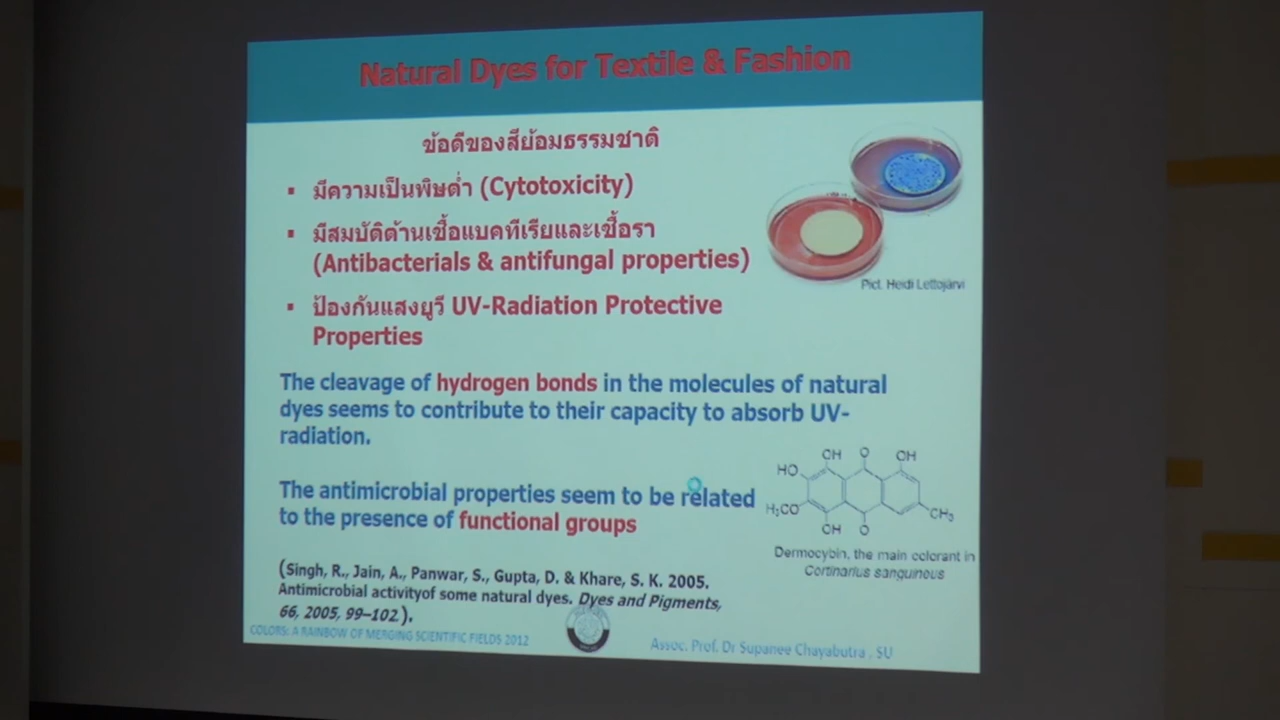 Natural Dyes for Textile & Fashion
ข้อดีของสีย้อมธรรมชาติ
▪ มีความเป็นพิษต่ำ (Cytotoxicity)
▪ มีสมบัติต้านเชื้อแบคทีเรียและเชื้อรา
(Antibacterials & antifungal properties)
Pict. Heidi Lettojärvi
▪ ป้องกันแสงยูวี UV-Radiation Protective
Properties
The cleavage of hydrogen bonds in the molecules of natural
dyes seems to contribute to their capacity to absorb UV-
radiation.
The antimicrobial properties seem to be related
to the presence of functional groups
OH O OH
HO
H₃CO
CH₃
OH O
Dermocybin, the main colorant in
Cortinarius sanguineus
(Singh, R., Jain, A., Panwar, S., Gupta, D. & Khare, S. K. 2005.
Antimicrobial activityof some natural dyes. Dyes and Pigments,
66, 2005, 99–102.).
COLORS: A RAINBOW OF MERGING SCIENTIFIC FIELDS 2012
Assoc. Prof. Dr Supanee Chayabutra , SU